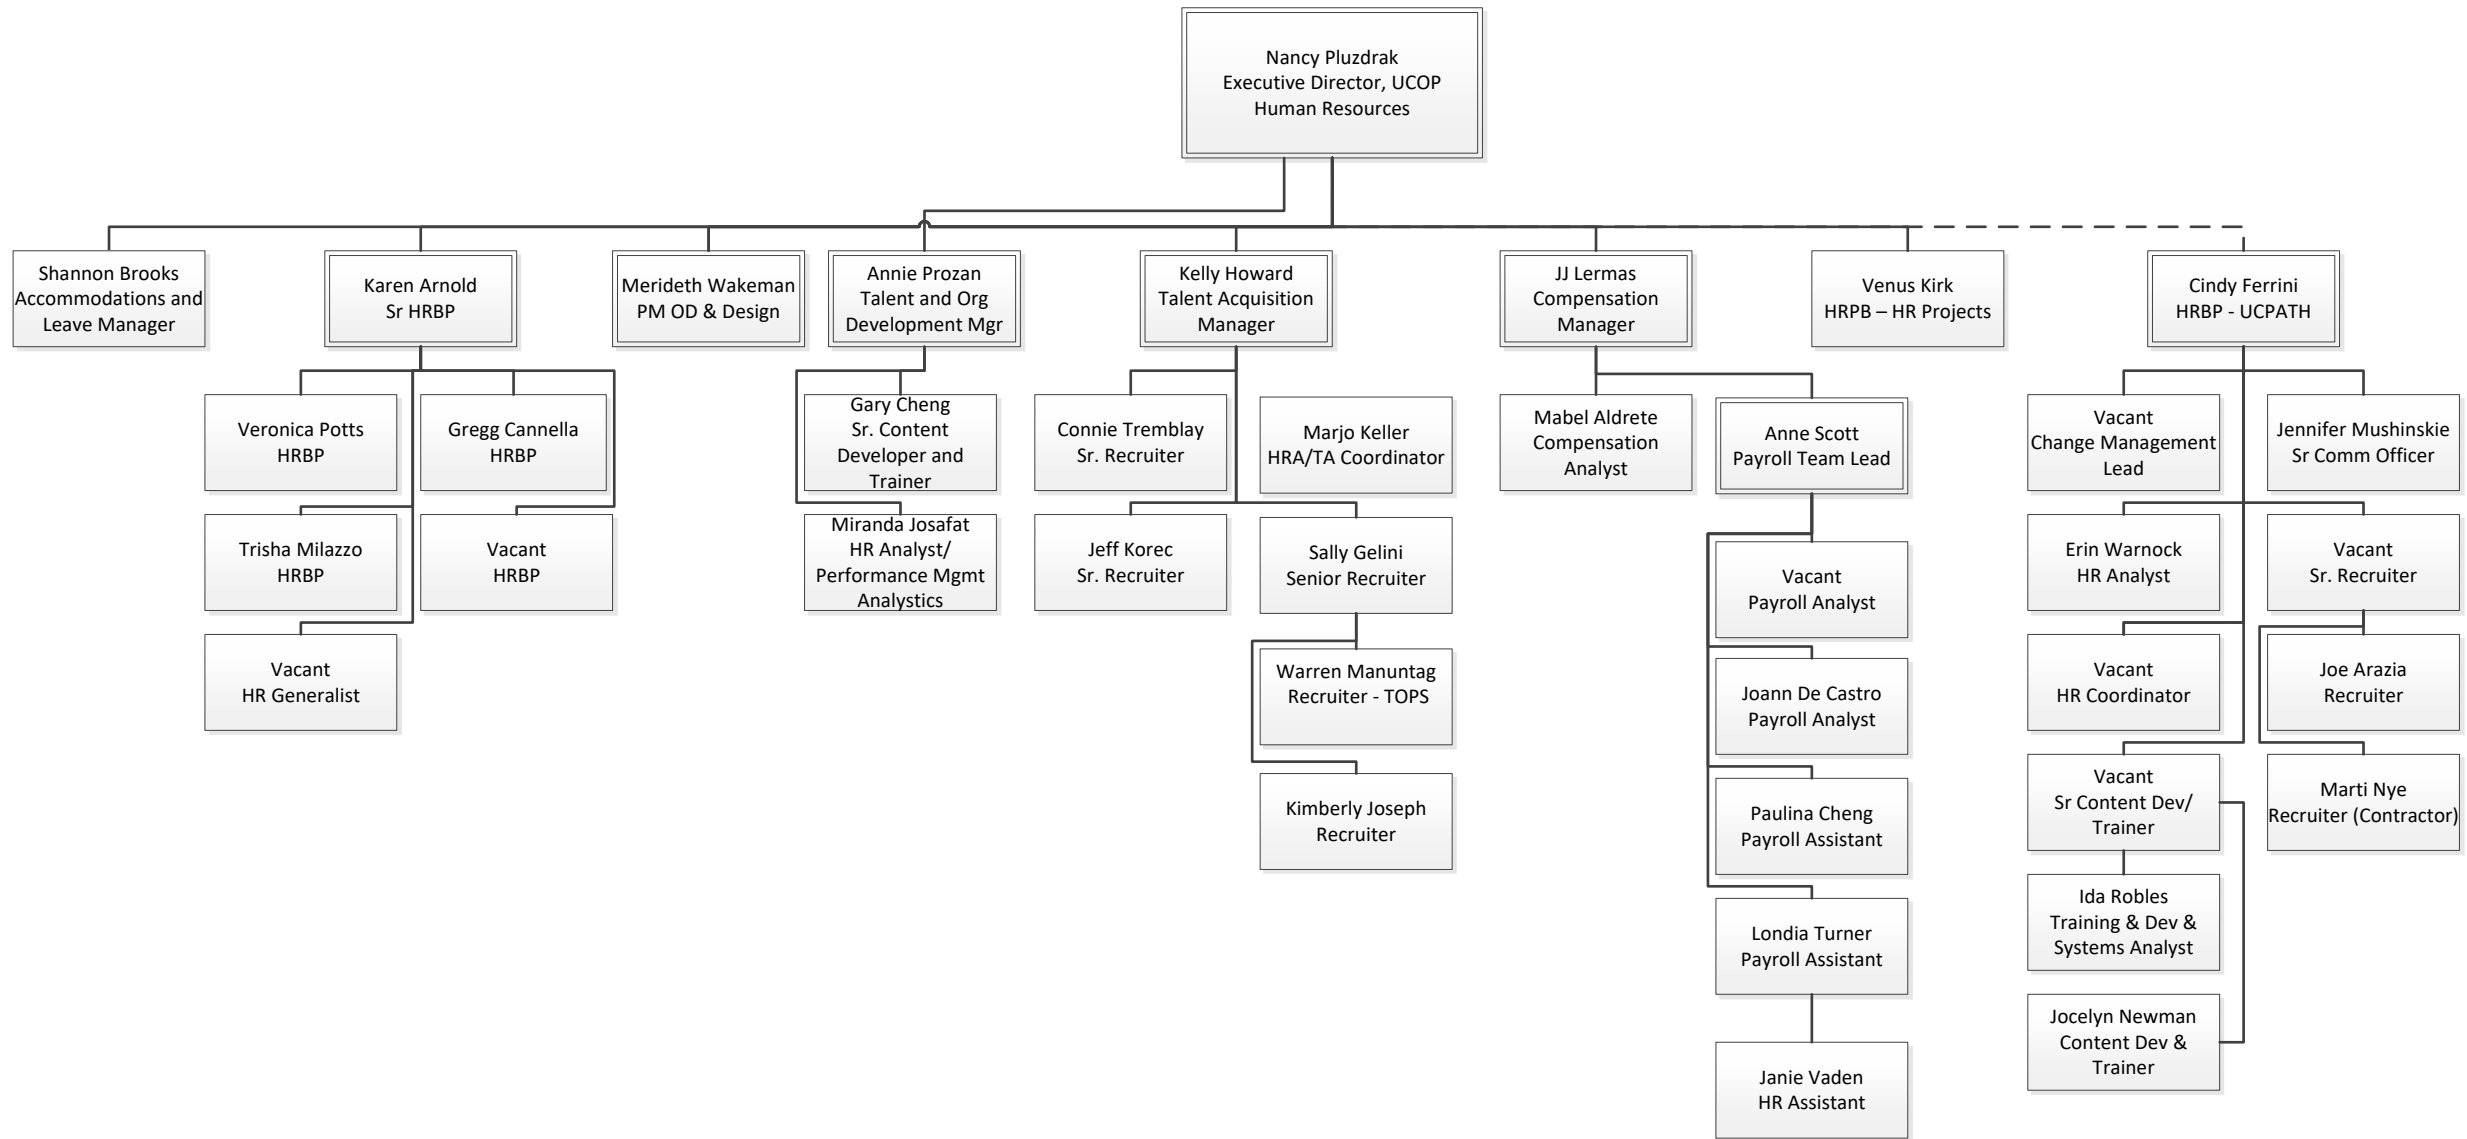 Nancy Pluzdrak
Executive Director, UCOP
Human Resources
Shannon Brooks
Accommodations and
Leave Manager
Karen Arnold
Sr HRBP
Merideth Wakeman
PM OD & Design
Annie Prozan
Talent and Org
Development Mgr
Kelly Howard
Talent Acquisition
Manager
JJ Lermas
Compensation
Manager
Venus Kirk
HRPB – HR Projects
Cindy Ferrini
HRBP - UCPATH
Veronica Potts
HRBP
Gregg Cannella
HRBP
Gary Cheng
Sr. Content
Developer and
Trainer
Connie Tremblay
Sr. Recruiter
Marjo Keller
HRA/TA Coordinator
Mabel Aldrete
Compensation
Analyst
Anne Scott
Payroll Team Lead
Vacant
Change Management
Lead
Jennifer Mushinskie
Sr Comm Officer
Trisha Milazzo
HRBP
Vacant
HRBP
Miranda Josafat
HR Analyst/
Performance Mgmt
Analystics
Jeff Korec
Sr. Recruiter
Sally Gelini
Senior Recruiter
Vacant
Payroll Analyst
Erin Warnock
HR Analyst
Vacant
Sr. Recruiter
Vacant
HR Generalist
Warren Manuntag
Recruiter - TOPS
Joann De Castro
Payroll Analyst
Vacant
HR Coordinator
Joe Arazia
Recruiter
Kimberly Joseph
Recruiter
Paulina Cheng
Payroll Assistant
Vacant
Sr Content Dev/
Trainer
Marti Nye
Recruiter (Contractor)
Londia Turner
Payroll Assistant
Ida Robles
Training & Dev &
Systems Analyst
Jocelyn Newman
Content Dev &
Trainer
Janie Vaden
HR Assistant